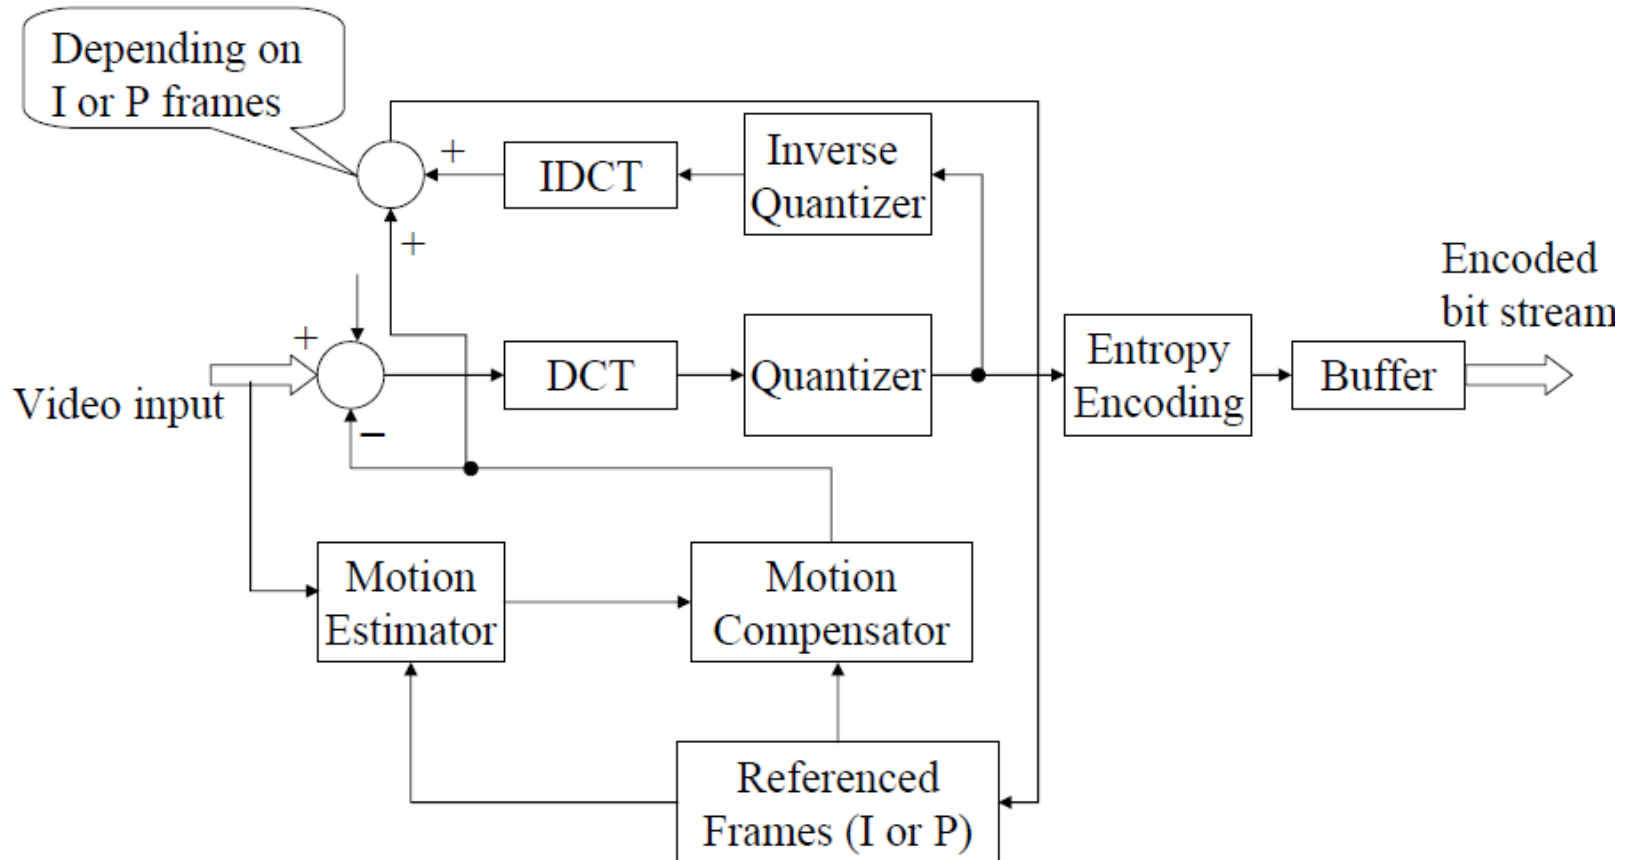 Depending on
I or P frames
+
IDCT
Inverse
Quantizer
+
Encoded
bit stream
+
Video input
DCT
Quantizer
Entropy
Encoding
Buffer
–
Motion
Estimator
Motion
Compensator
Referenced
Frames (I or P)